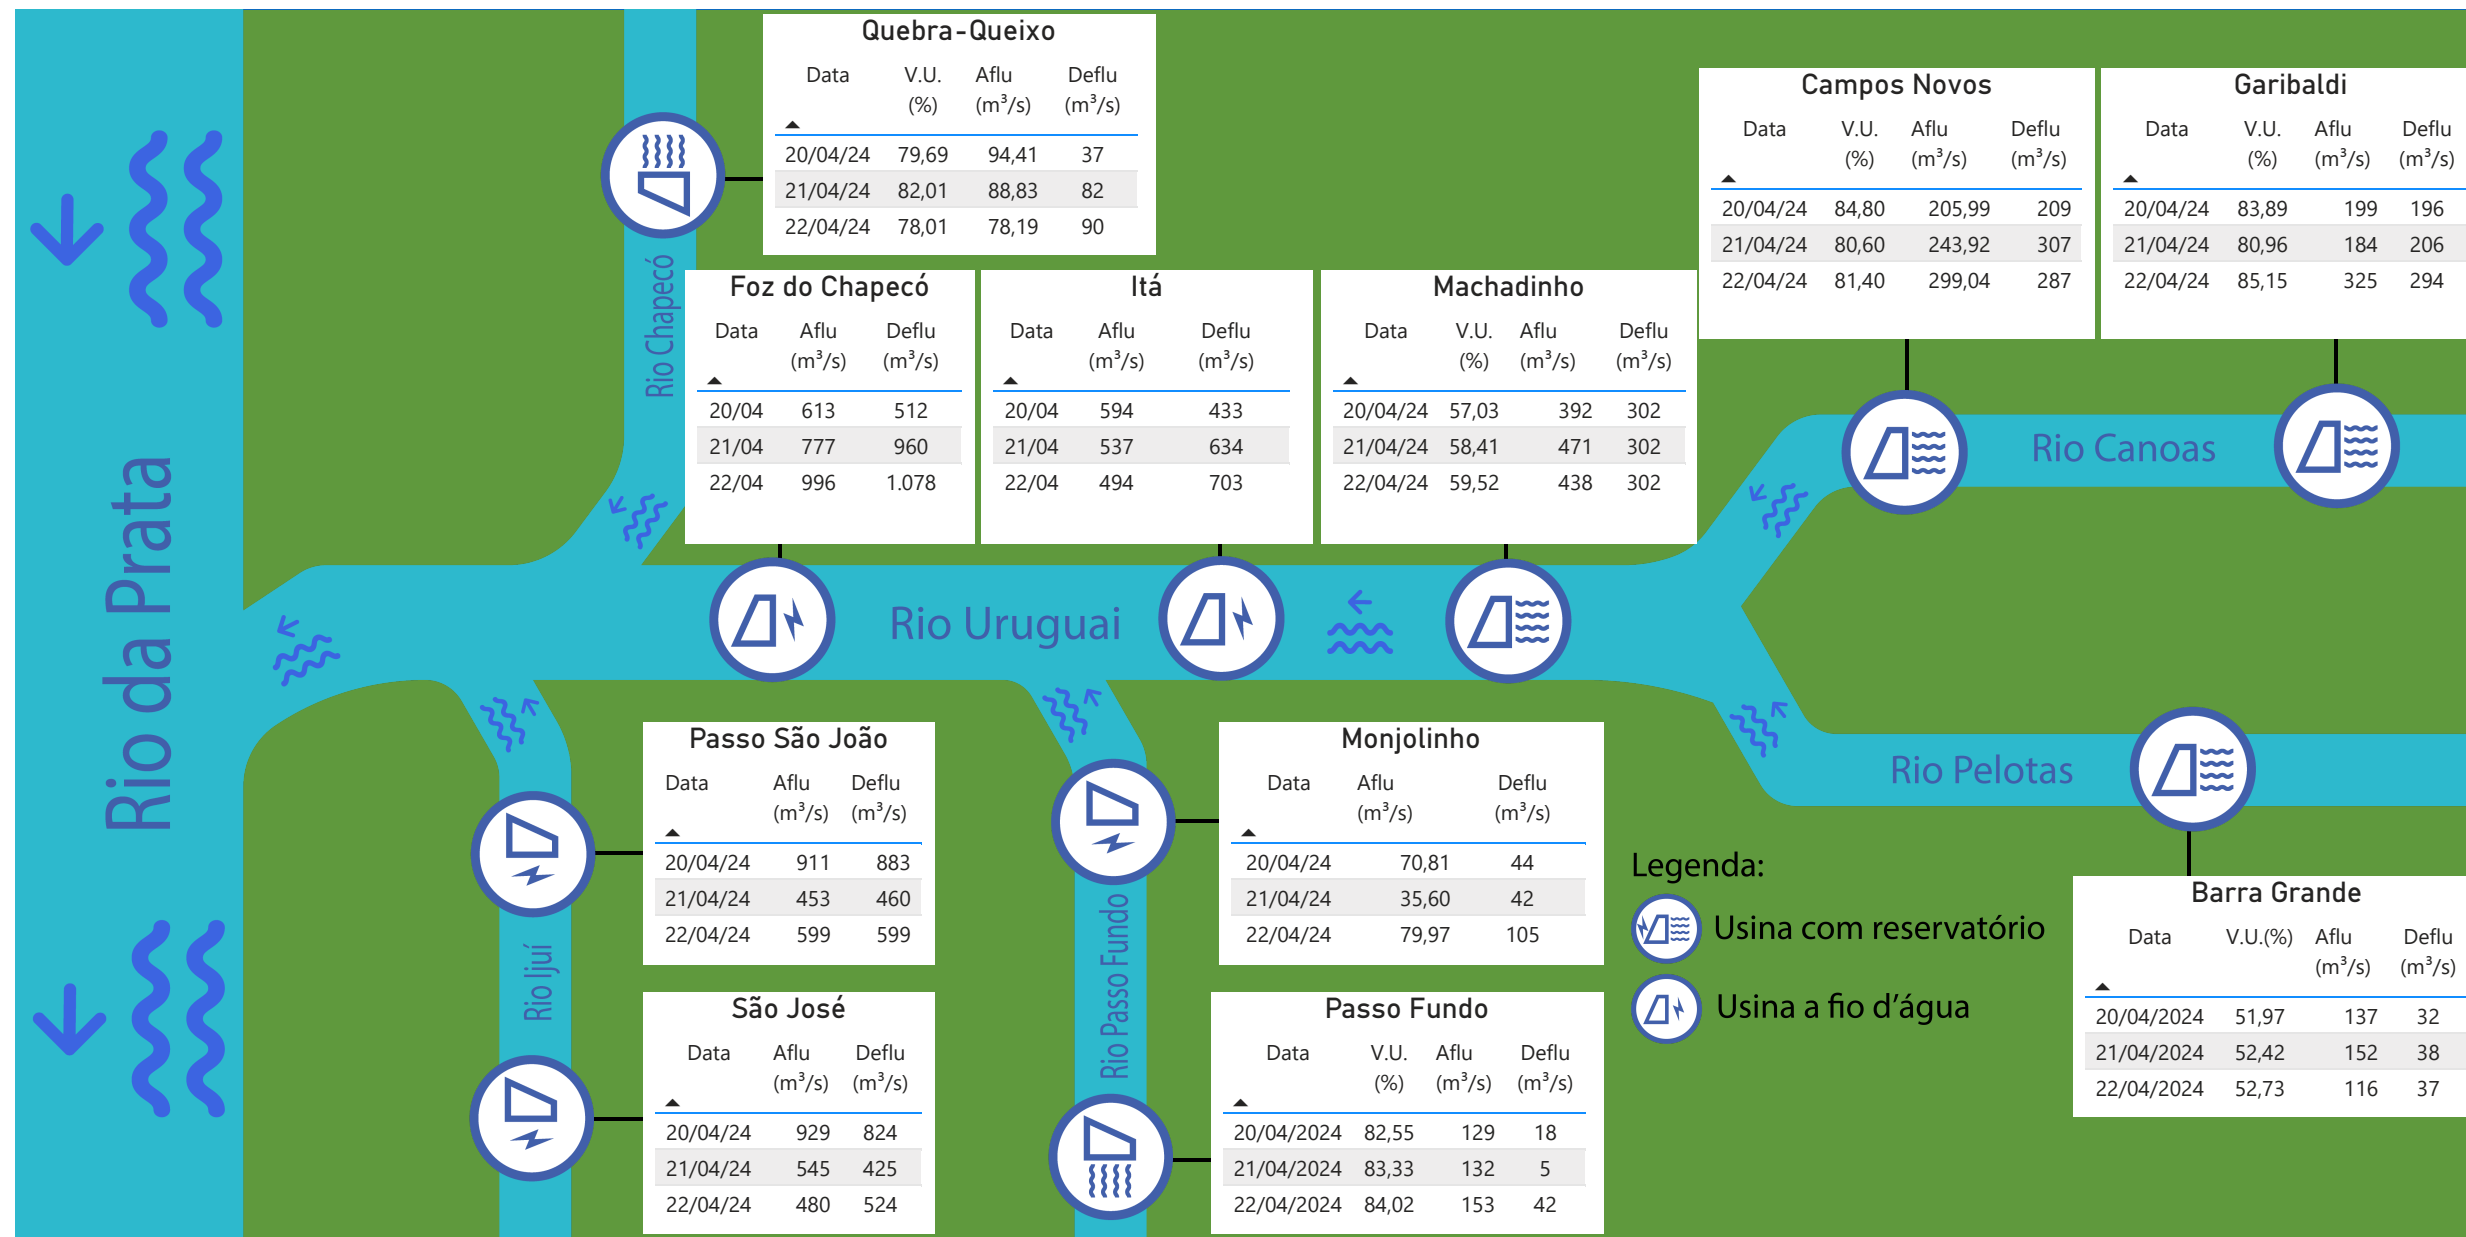 Quebra-Queixo
Data V.U. (%) Aflu (m³/s) Deflu (m³/s)
20/04/24 79,69 94,41 37
21/04/24 82,01 88,83 82
22/04/24 78,01 78,19 90
Campos Novos
Data V.U. (%) Aflu (m³/s) Deflu (m³/s)
20/04/24 84,80 205,99 209
21/04/24 80,60 243,92 307
22/04/24 81,40 299,04 287
Garibaldi
Data V.U. (%) Aflu (m³/s) Deflu (m³/s)
20/04/24 83,89 199 196
21/04/24 80,96 184 206
22/04/24 85,15 325 294
Rio Chapecó
Foz do Chapecó
Data Aflu (m³/s) Deflu (m³/s)
20/04 613 512
21/04 777 960
22/04 996 1.078
Itá
Data Aflu (m³/s) Deflu (m³/s)
20/04 594 433
21/04 537 634
22/04 494 703
Machadinho
Data V.U. (%) Aflu (m³/s) Deflu (m³/s)
20/04/24 57,03 392 302
21/04/24 58,41 471 302
22/04/24 59,52 438 302
Rio Canoas
Rio da Prata
Rio Uruguai
Rio Pelotas
Passo São João
Data Aflu (m³/s) Deflu (m³/s)
20/04/24 911 883
21/04/24 453 460
22/04/24 599 599
Monjolinho
Data Aflu (m³/s) Deflu (m³/s)
20/04/24 70,81 44
21/04/24 35,60 42
22/04/24 79,97 105
Legenda:
Usina com reservatório
Usina a fio d’água
Barra Grande
Data V.U.(%) Aflu (m³/s) Deflu (m³/s)
20/04/2024 51,97 137 32
21/04/2024 52,42 152 38
22/04/2024 52,73 116 37
Rio Ijuí
Rio Passo Fundo
São José
Data Aflu (m³/s) Deflu (m³/s)
20/04/24 929 824
21/04/24 545 425
22/04/24 480 524
Passo Fundo
Data V.U. (%) Aflu (m³/s) Deflu (m³/s)
20/04/2024 82,55 129 18
21/04/2024 83,33 132 5
22/04/2024 84,02 153 42